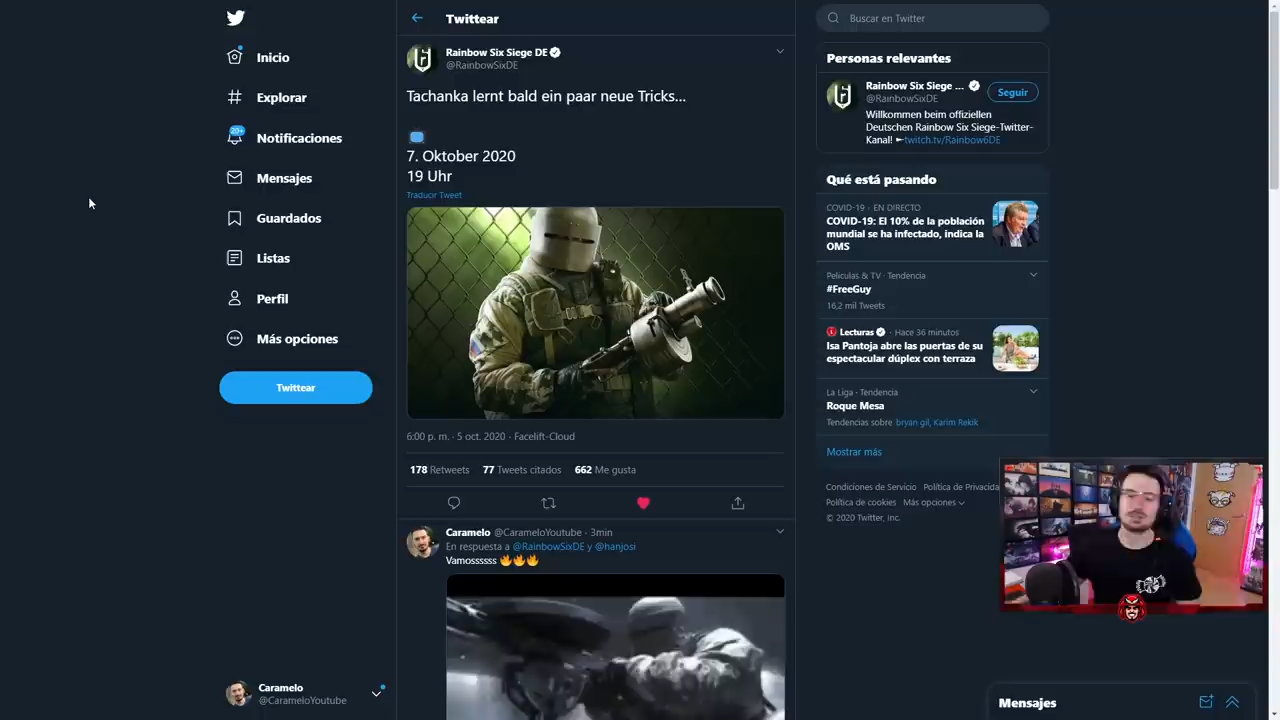 Inicio
Explorar
20+
Notificaciones
Mensajes
Guardados
Listas
Perfil
Más opciones
Twittear
Caramelo
@CarameloYoutube
Twittear
Rainbow Six Siege DE
@RainbowSixDE
Tachanka lernt bald ein paar neue Tricks...
7. Oktober 2020
19 Uhr
Traducir Tweet
6:00 p. m. · 5 oct. 2020 · Facelift-Cloud
178 Retweets 77 Tweets citados 662 Me gusta
Caramelo @CarameloYoutube · 3min
En respuesta a @RainbowSixDE y @hanjosi
Vamossssss
Buscar en Twitter
Personas relevantes
Rainbow Six Siege ...
@RainbowSixDE
Seguir
Willkommen beim offiziellen
Deutschen Rainbow Six Siege-Twitter-
Kanal! ►twitch.tv/Rainbow6DE
Qué está pasando
COVID-19 · EN DIRECTO
COVID-19: El 10% de la población
mundial se ha infectado, indica la
OMS
Películas & TV · Tendencia
#FreeGuy
16,2 mil Tweets
Lecturas · Hace 36 minutos
Isa Pantoja abre las puertas de su
espectacular dúplex con terraza
La Liga · Tendencia
Roque Mesa
Tendencias sobre bryan gil, Karim Rekik
Mostrar más
Condiciones de Servicio Política de Privacida
Política de cookies Más opciones
© 2020 Twitter, Inc.
Mensajes